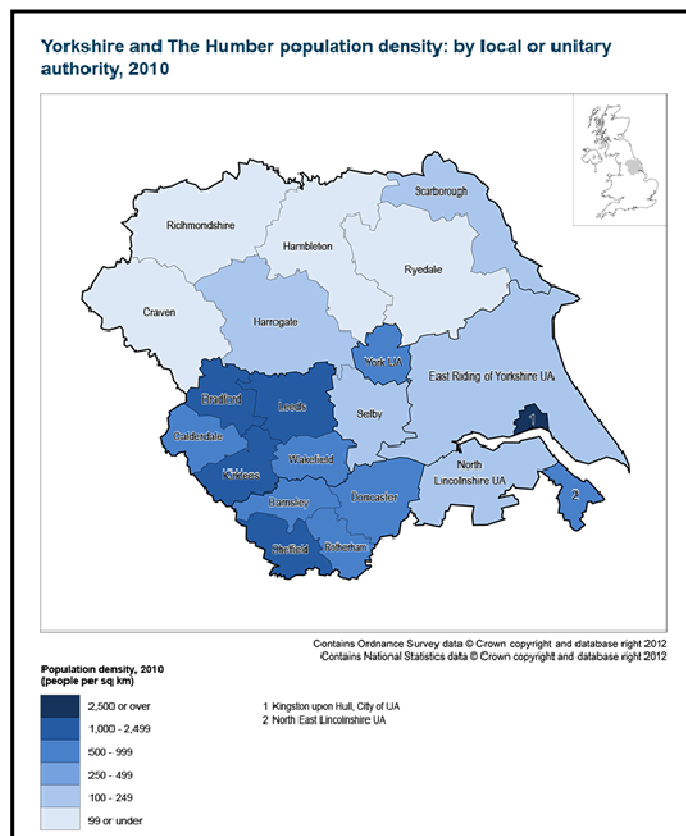 Yorkshire and The Humber population density: by local or unitary
authority, 2010
Scarborough
Richmondshire
Hambleton
Ryedale
Craven
Harrogate
York UA
East Riding of Yorkshire UA
Bradford
Leeds
Selby
1
Calderdale
Wakefield
North
Lincolnshire UA
Kirklees
2
Barnsley
Doncaster
Sheffield
Rotherham
Contains Ordnance Survey data © Crown copyright and database right 2012
Contains National Statistics data © Crown copyright and database right 2012
Population density, 2010
(people per sq km)
2,500 or over
1,000 - 2,499
500 - 999
250 - 499
100 - 249
99 or under
1 Kingston upon Hull, City of UA
2 North East Lincolnshire UA